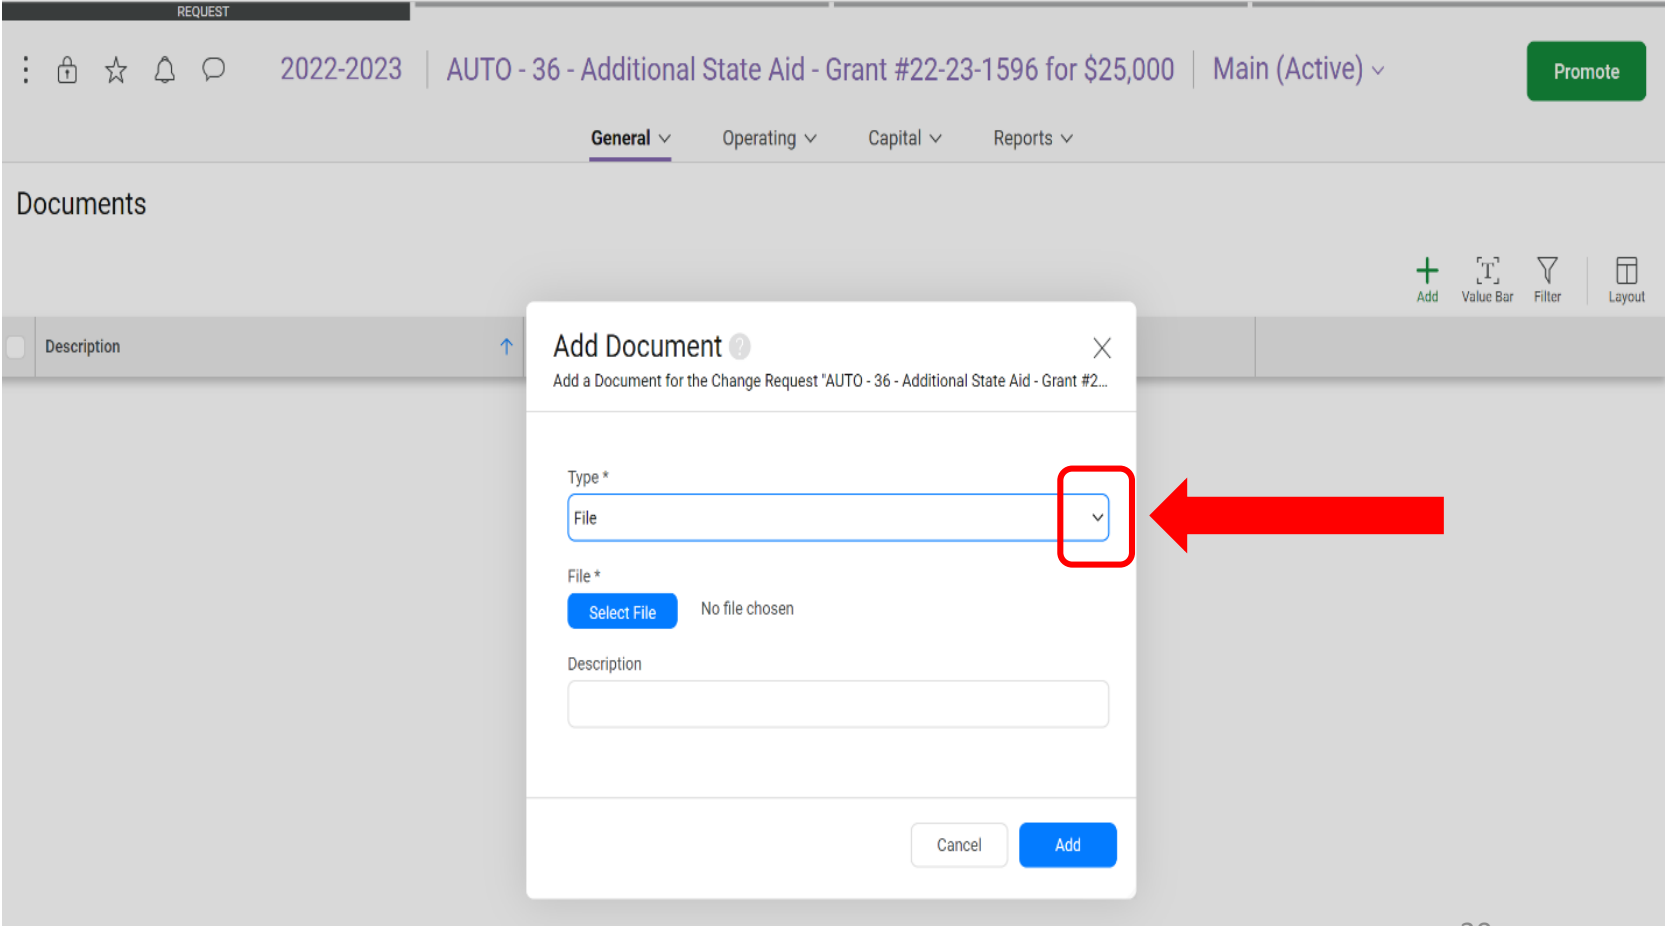 REQUEST
2022-2023 AUTO - 36 - Additional State Aid - Grant #22-23-1596 for $25,000 Main (Active)
Promote
General Operating Capital Reports
Documents
Add Value Bar Filter Layout
Description
Add Document ?
Add a Document for the Change Request "AUTO - 36 - Additional State Aid - Grant #2...
Type *
File
File *
Select File No file chosen
Description
Cancel Add